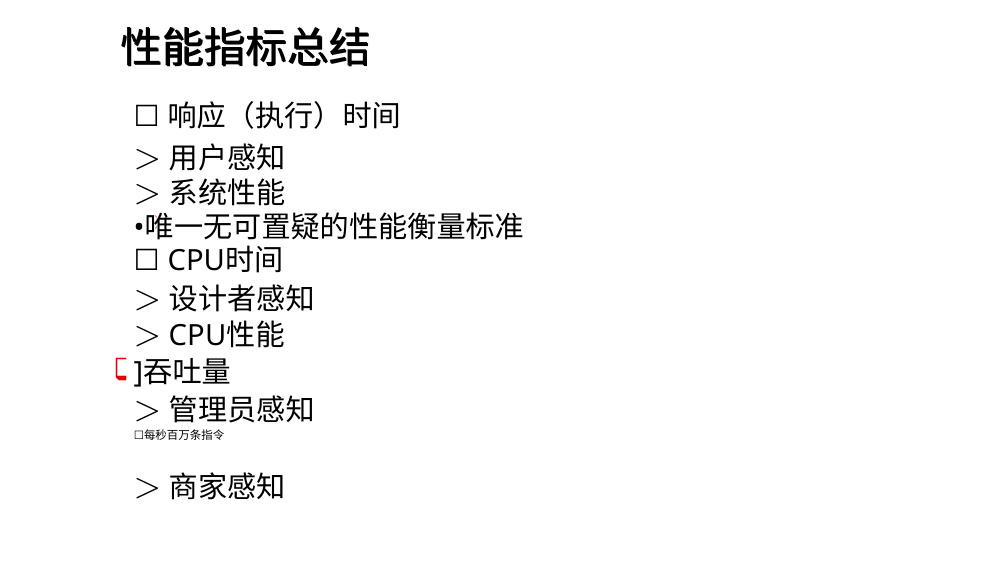 性能指标总结
☐ 响应（执行）时间
＞ 用户感知
＞ 系统性能
•唯一无可置疑的性能衡量标准
☐ CPU时间
＞ 设计者感知
＞ CPU性能
]吞吐量
＞ 管理员感知
☐每秒百万条指令
＞ 商家感知